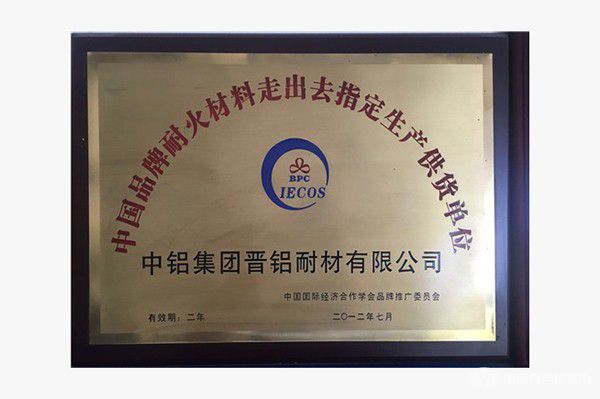 中国品牌耐火材料走出去指定生产供货单位
BPC
IECOS
中铝集团晋铝耐材有限公司
中国国际经济合作学会品牌推广委员会
有效期：二年
二〇一二年七月